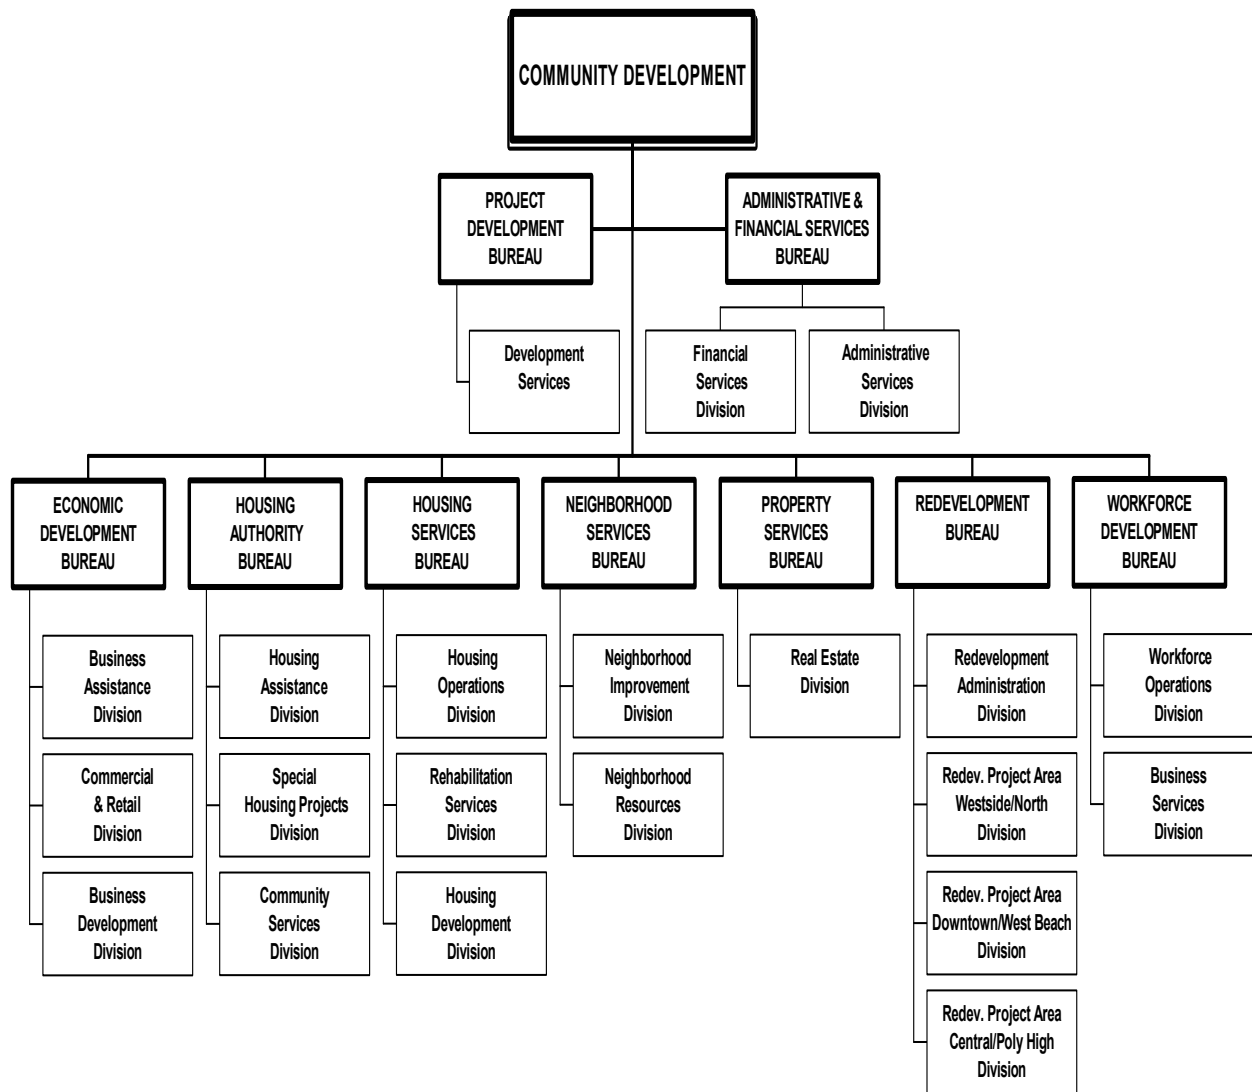 COMMUNITY DEVELOPMENT
PROJECT
DEVELOPMENT
BUREAU
ADMINISTRATIVE &
FINANCIAL SERVICES
BUREAU
Development
Services
Financial
Services
Division
Administrative
Services
Division
ECONOMIC
DEVELOPMENT
BUREAU
HOUSING
AUTHORITY
BUREAU
HOUSING
SERVICES
BUREAU
NEIGHBORHOOD
SERVICES
BUREAU
PROPERTY
SERVICES
BUREAU
REDEVELOPMENT
BUREAU
WORKFORCE
DEVELOPMENT
BUREAU
Business
Assistance
Division
Housing
Assistance
Division
Housing
Operations
Division
Neighborhood
Improvement
Division
Real Estate
Division
Redevelopment
Administration
Division
Workforce
Operations
Division
Commercial
& Retail
Division
Special
Housing Projects
Division
Rehabilitation
Services
Division
Neighborhood
Resources
Division
Redev. Project Area
Westside/North
Division
Business
Services
Division
Business
Development
Division
Community
Services
Division
Housing
Development
Division
Redev. Project Area
Downtown/West Beach
Division
Redev. Project Area
Central/Poly High
Division